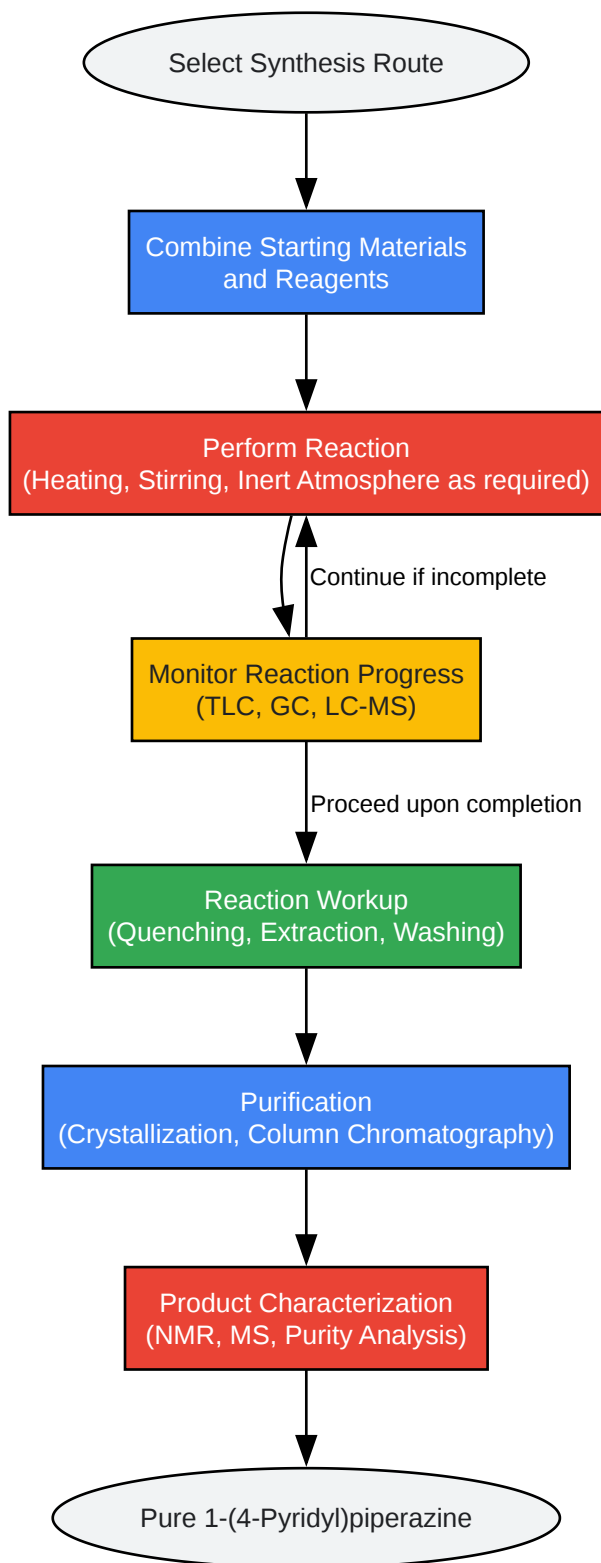 Select Synthesis Route
Combine Starting Materials
and Reagents
Perform Reaction
(Heating, Stirring, Inert Atmosphere as required)
Continue if incomplete
Monitor Reaction Progress
(TLC, GC, LC-MS)
Proceed upon completion
Reaction Workup
(Quenching, Extraction, Washing)
Purification
(Crystallization, Column Chromatography)
Product Characterization
(NMR, MS, Purity Analysis)
Pure 1-(4-Pyridyl)piperazine